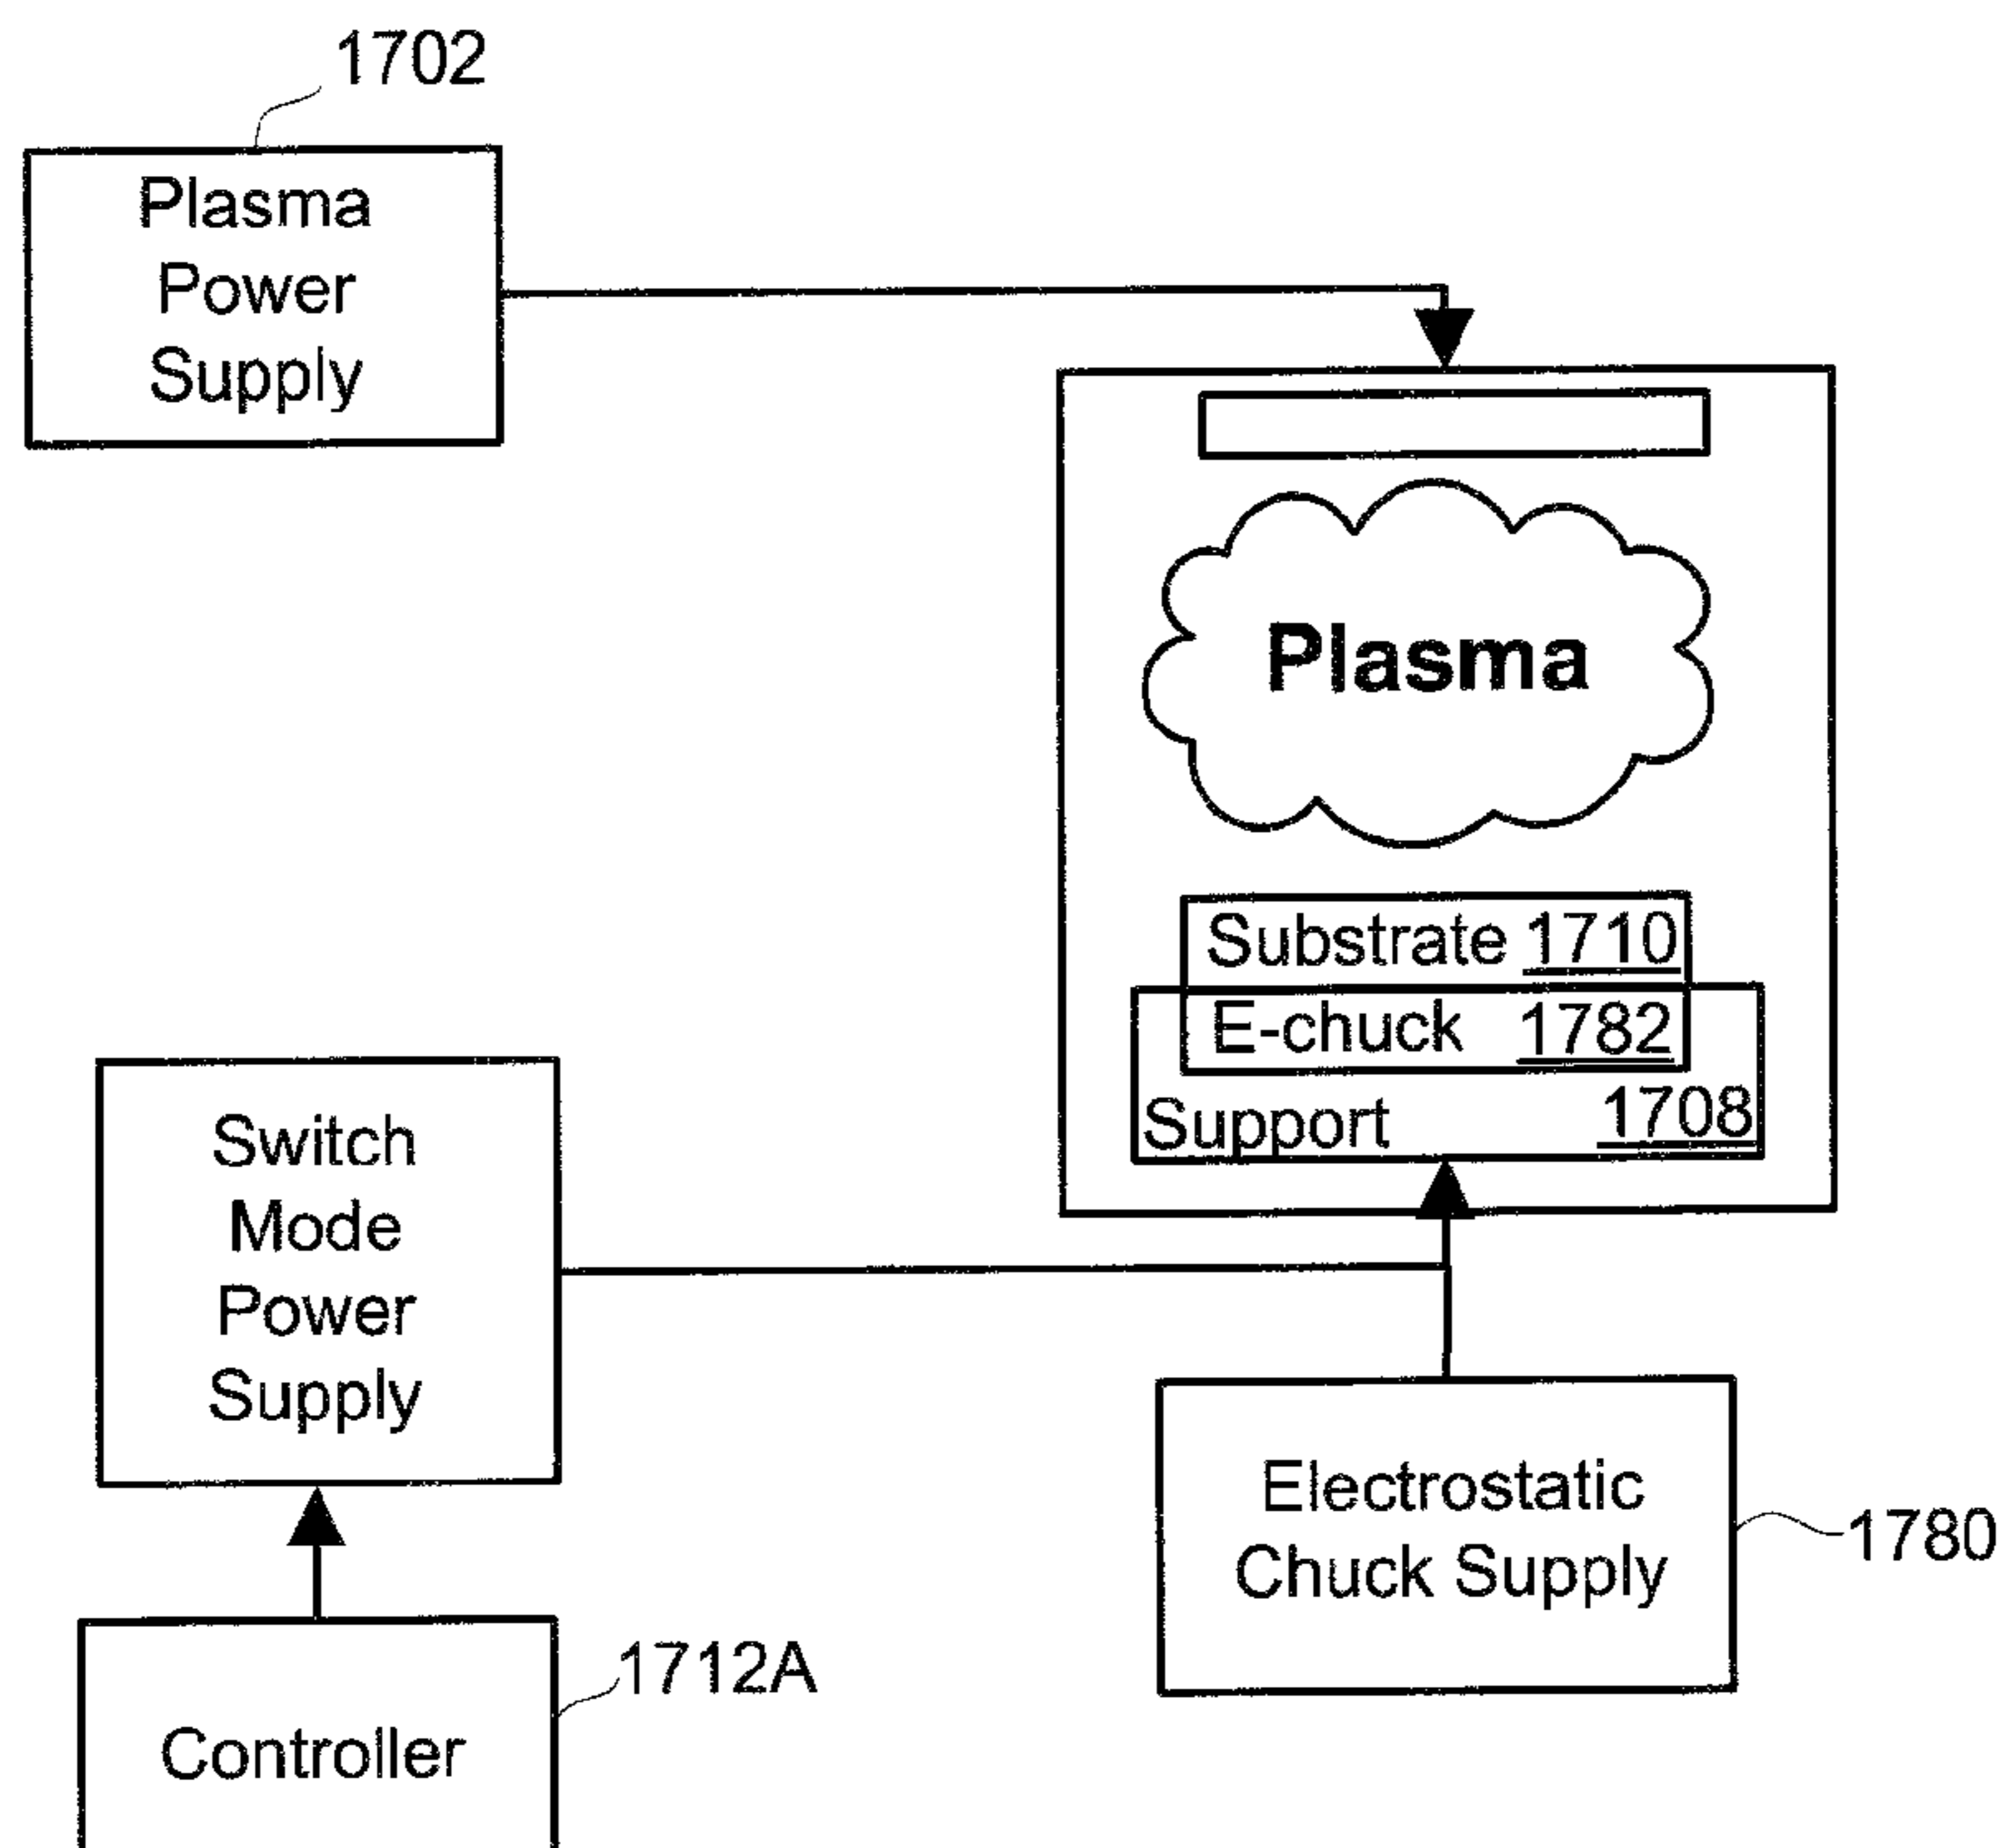 1702
Plasma
Power
Supply
Plasma
Substrate 1710
E-chuck 1782
Support 1708
Switch
Mode
Power
Supply
Electrostatic
Chuck Supply
1780
1712A
Controller